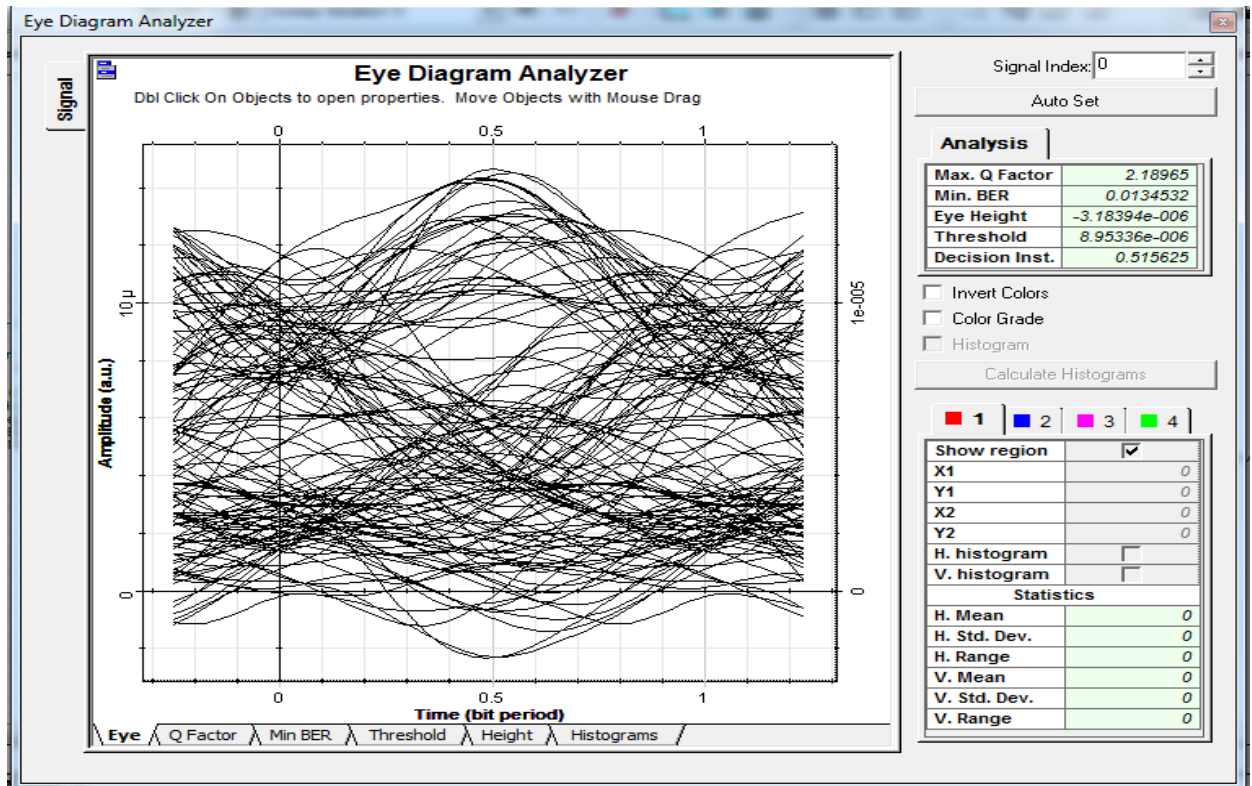 Eye Diagram Analyzer
Signal
Eye Diagram Analyzer
Dbl Click On Objects to open properties. Move Objects with Mouse Drag
0 0.5 1
Amplitude (a.u.)
10µ
0
1e-005
0
0 0.5 1
Time (bit period)
Eye Q Factor Min BER Threshold Height Histograms
Signal Index: 0
Auto Set
Analysis
Max. Q Factor 2.18965
Min. BER 0.0134532
Eye Height -3.18394e-006
Threshold 8.95336e-006
Decision Inst. 0.515625
Invert Colors
Color Grade
Histogram
Calculate Histograms
1 2 3 4
Show region
X1 0
Y1 0
X2 0
Y2 0
H. histogram
V. histogram
Statistics
H. Mean 0
H. Std. Dev. 0
H. Range 0
V. Mean 0
V. Std. Dev. 0
V. Range 0